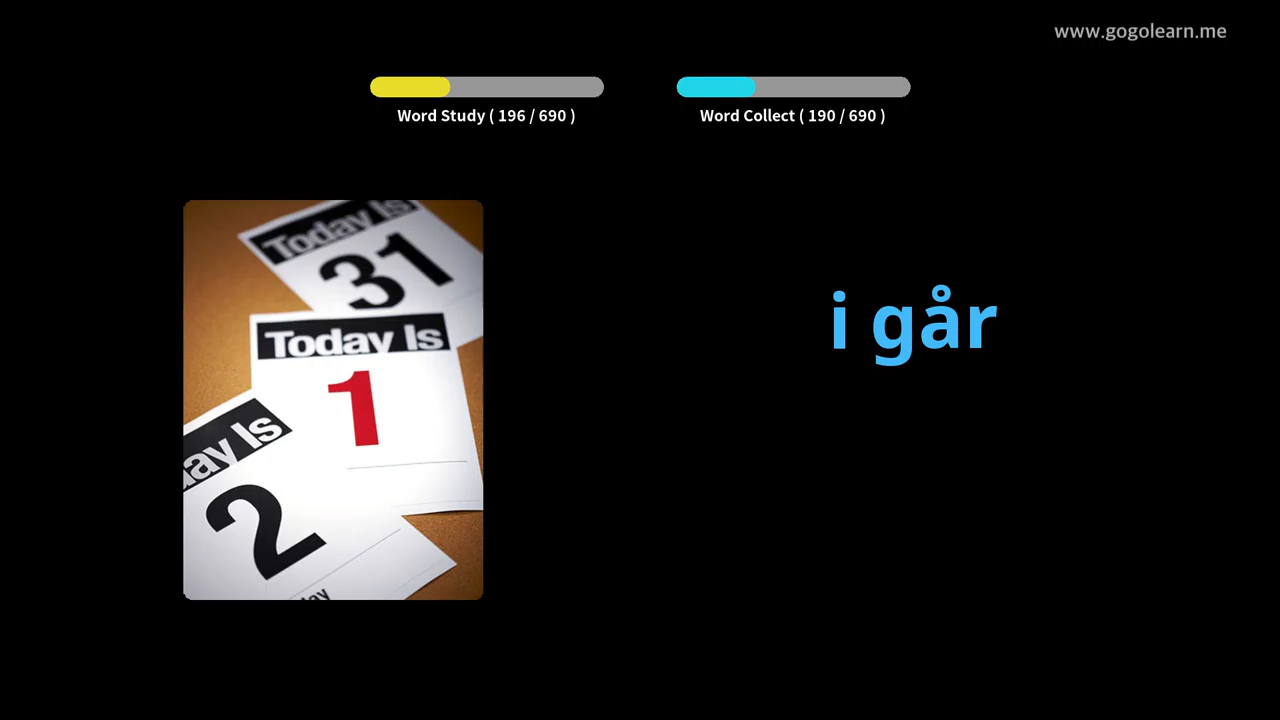 www.gogolearn.me
Word Study ( 196 / 690 )
Word Collect ( 190 / 690 )
Today Is
31
Today Is
1
i går
ay Is
2